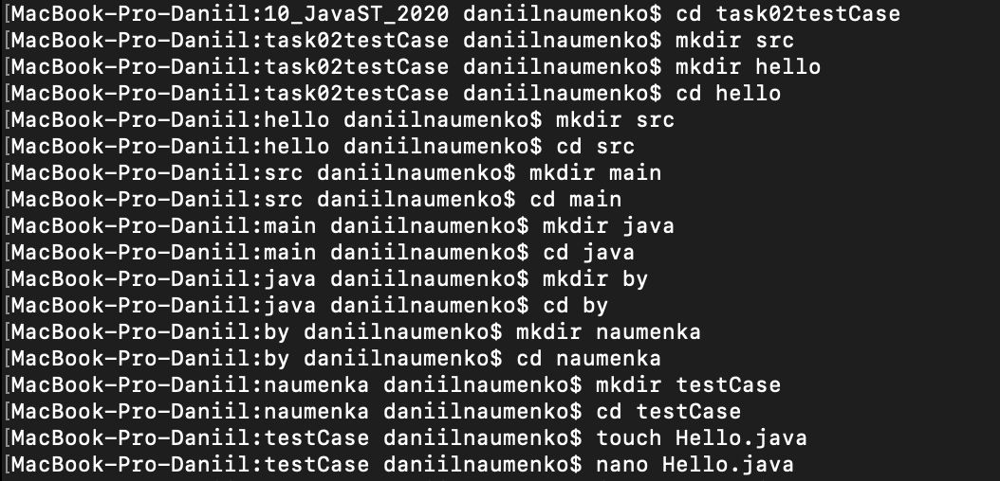 [MacBook-Pro-Daniil:10_JavaST_2020 daniilnaumenko$ cd task02testCase
[MacBook-Pro-Daniil:task02testCase daniilnaumenko$ mkdir src
[MacBook-Pro-Daniil:task02testCase daniilnaumenko$ mkdir hello
[MacBook-Pro-Daniil:task02testCase daniilnaumenko$ cd hello
[MacBook-Pro-Daniil:hello daniilnaumenko$ mkdir src
[MacBook-Pro-Daniil:hello daniilnaumenko$ cd src
[MacBook-Pro-Daniil:src daniilnaumenko$ mkdir main
[MacBook-Pro-Daniil:src daniilnaumenko$ cd main
[MacBook-Pro-Daniil:main daniilnaumenko$ mkdir java
[MacBook-Pro-Daniil:main daniilnaumenko$ cd java
[MacBook-Pro-Daniil:java daniilnaumenko$ mkdir by
[MacBook-Pro-Daniil:java daniilnaumenko$ cd by
[MacBook-Pro-Daniil:by daniilnaumenko$ mkdir naumenka
[MacBook-Pro-Daniil:by daniilnaumenko$ cd naumenka
[MacBook-Pro-Daniil:naumenka daniilnaumenko$ mkdir testCase
[MacBook-Pro-Daniil:naumenka daniilnaumenko$ cd testCase
[MacBook-Pro-Daniil:testCase daniilnaumenko$ touch Hello.java
[MacBook-Pro-Daniil:testCase daniilnaumenko$ nano Hello.java